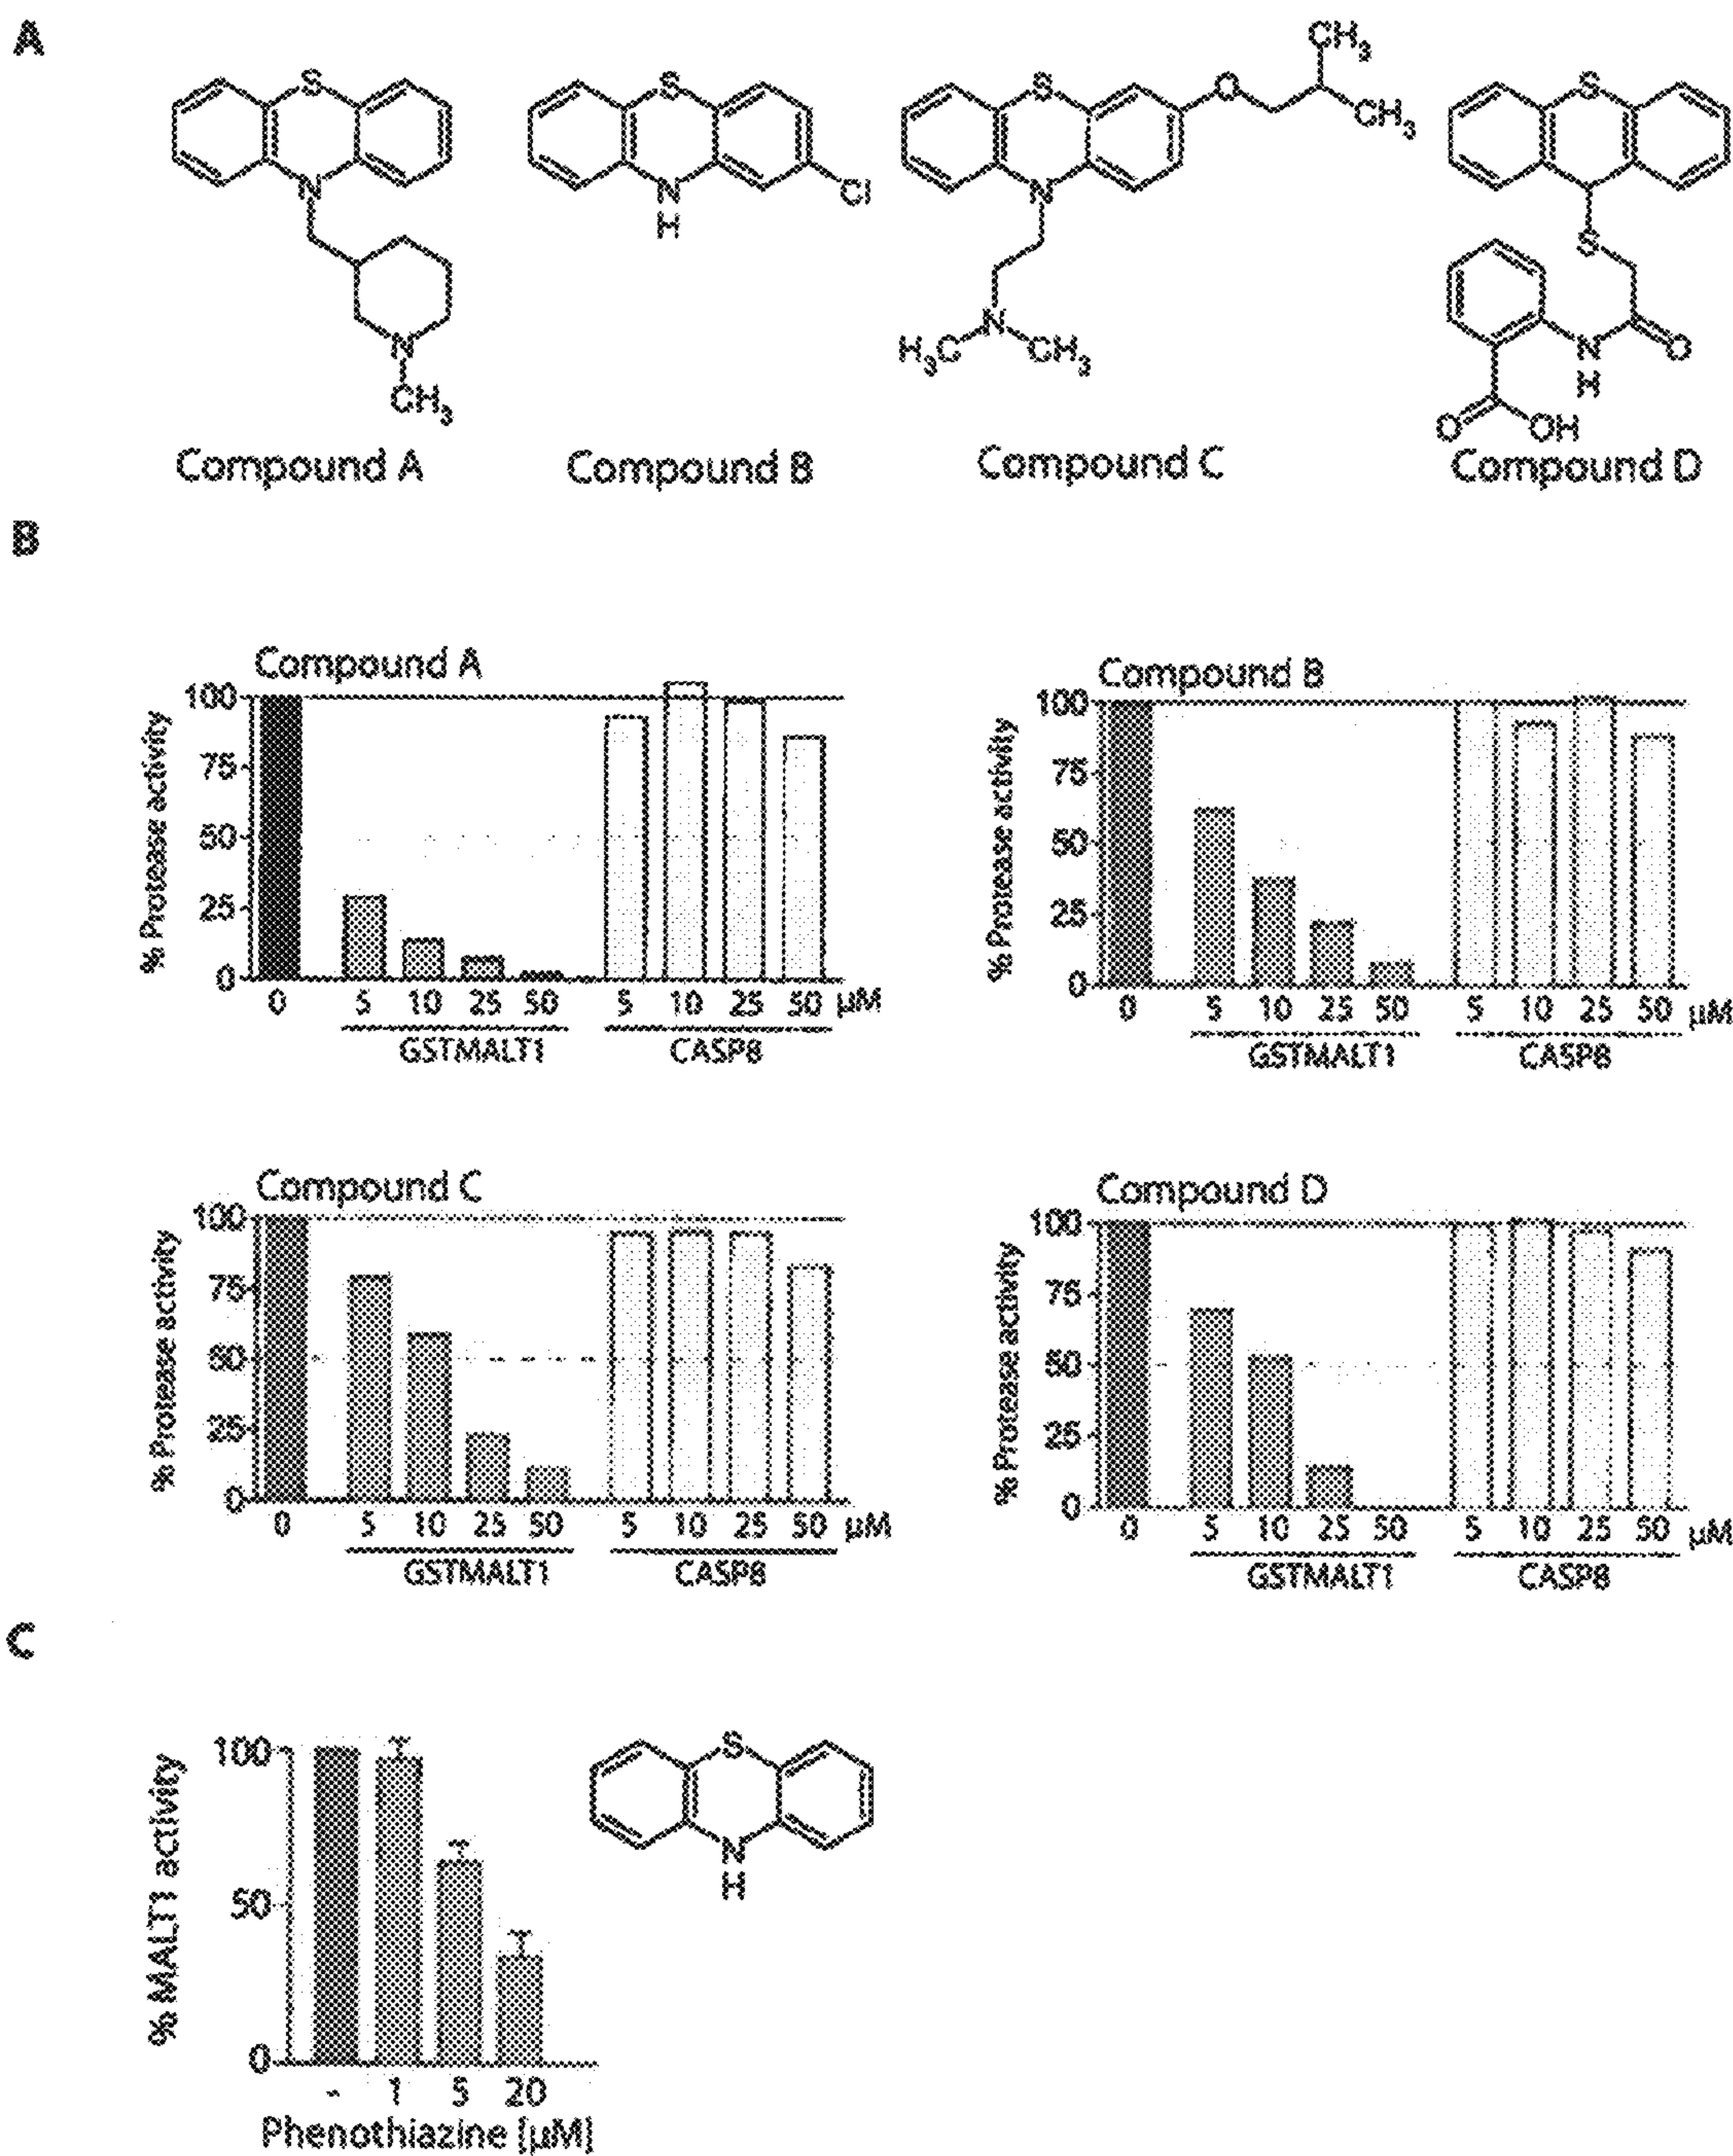 A
S
S
S
O
CH3
CH3
S
N
N
H
Cl
N
S
N
CH3
N
H3C
CH3
N
H
O
O
OH
Compound A
Compound B
Compound C
Compound D
B
Compound A
% Protease activity
100
75
50
25
0
0 5 10 25 50 5 10 25 50 µM
GSTMALT1 CASP8
Compound B
% Protease activity
100
75
50
25
0
0 5 10 25 50 5 10 25 50 µM
GSTMALT1 CASP8
Compound C
% Protease activity
100
75
50
25
0
0 5 10 25 50 5 10 25 50 µM
GSTMALT1 CASP8
Compound D
% Protease activity
100
75
50
25
0
0 5 10 25 50 5 10 25 50 µM
GSTMALT1 CASP8
C
% MALT1 activity
100
50
0
- 1 5 20
Phenothiazine [µM]
S
N
H